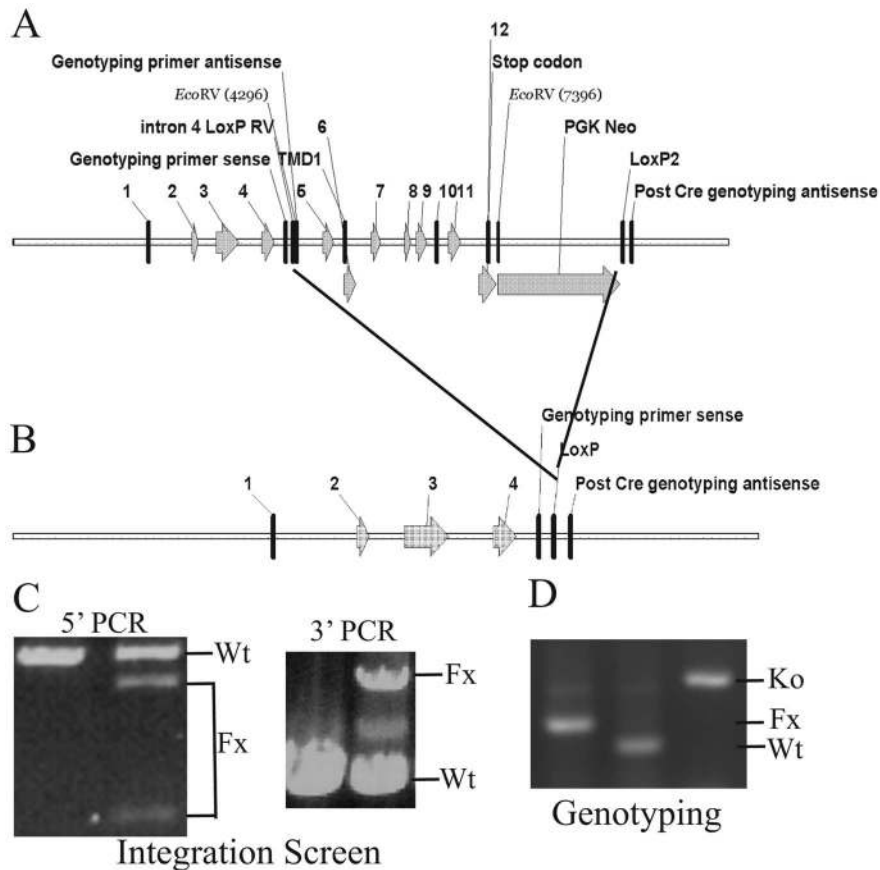 A
12
Genotyping primer antisense
Stop codon
EcoRV (4296)
6
EcoRV (7396)
intron 4 LoxP RV
PGK Neo
Genotyping primer sense TMD1
LoxP2
1 2 3 4 5 7 8 9 1011
Post Cre genotyping antisense
B
Genotyping primer sense
LoxP
1 2 3 4
Post Cre genotyping antisense
C
5' PCR
Wt
Fx
3' PCR
Fx
Wt
Integration Screen
D
Ko
Fx
Wt
Genotyping